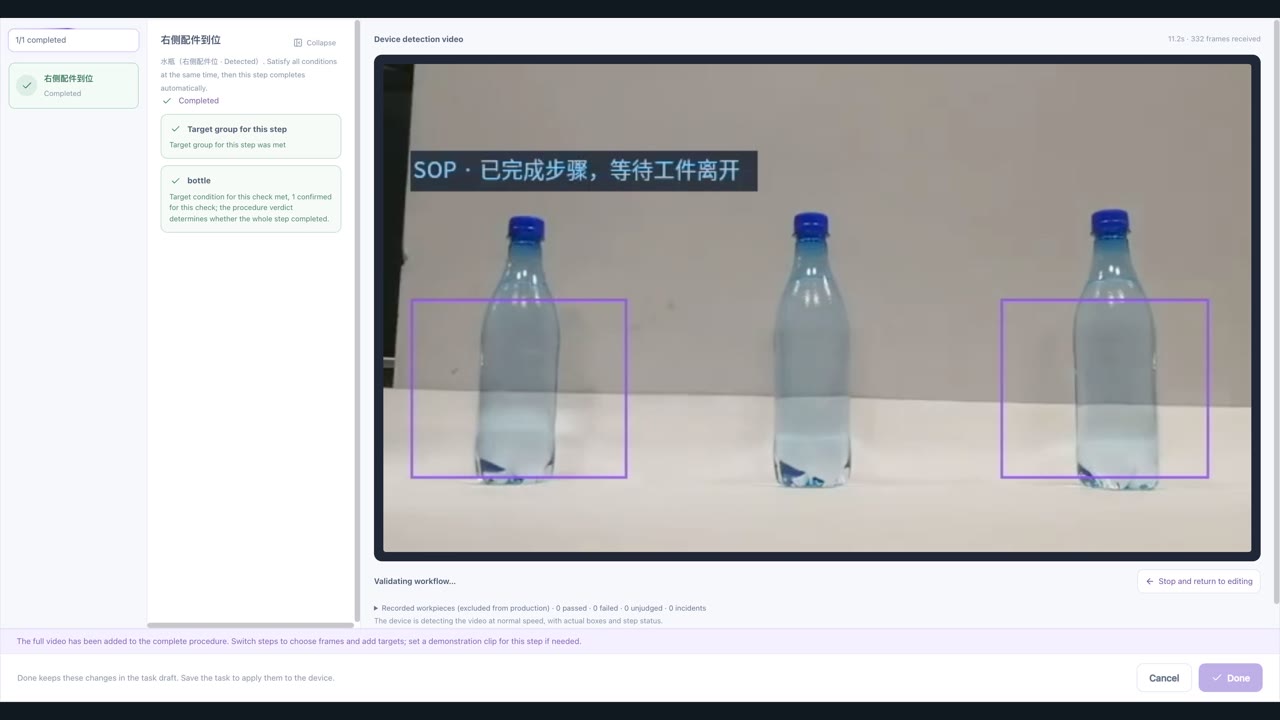 1/1 completed
右侧配件到位
Completed
右侧配件到位
Collapse
水瓶（右侧配件位 · Detected）. Satisfy all conditions
at the same time, then this step completes
automatically.
Completed
Target group for this step
Target group for this step was met
bottle
Target condition for this check met, 1 confirmed
for this check; the procedure verdict
determines whether the whole step completed.
Device detection video
11.2s · 332 frames received
SOP · 已完成步骤，等待工件离开
Validating workflow...
Stop and return to editing
Recorded workpieces (excluded from production) · 0 passed · 0 failed · 0 unjudged · 0 incidents
The device is detecting the video at normal speed, with actual boxes and step status.
The full video has been added to the complete procedure. Switch steps to choose frames and add targets; set a demonstration clip for this step if needed.
Done keeps these changes in the task draft. Save the task to apply them to the device.
Cancel
Done